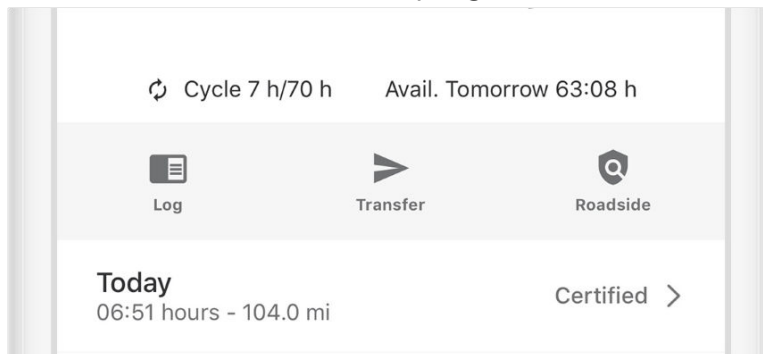 Cycle 7 h/70 h Avail. Tomorrow 63:08 h
Log Transfer Roadside
Today
Certified
06:51 hours - 104.0 mi